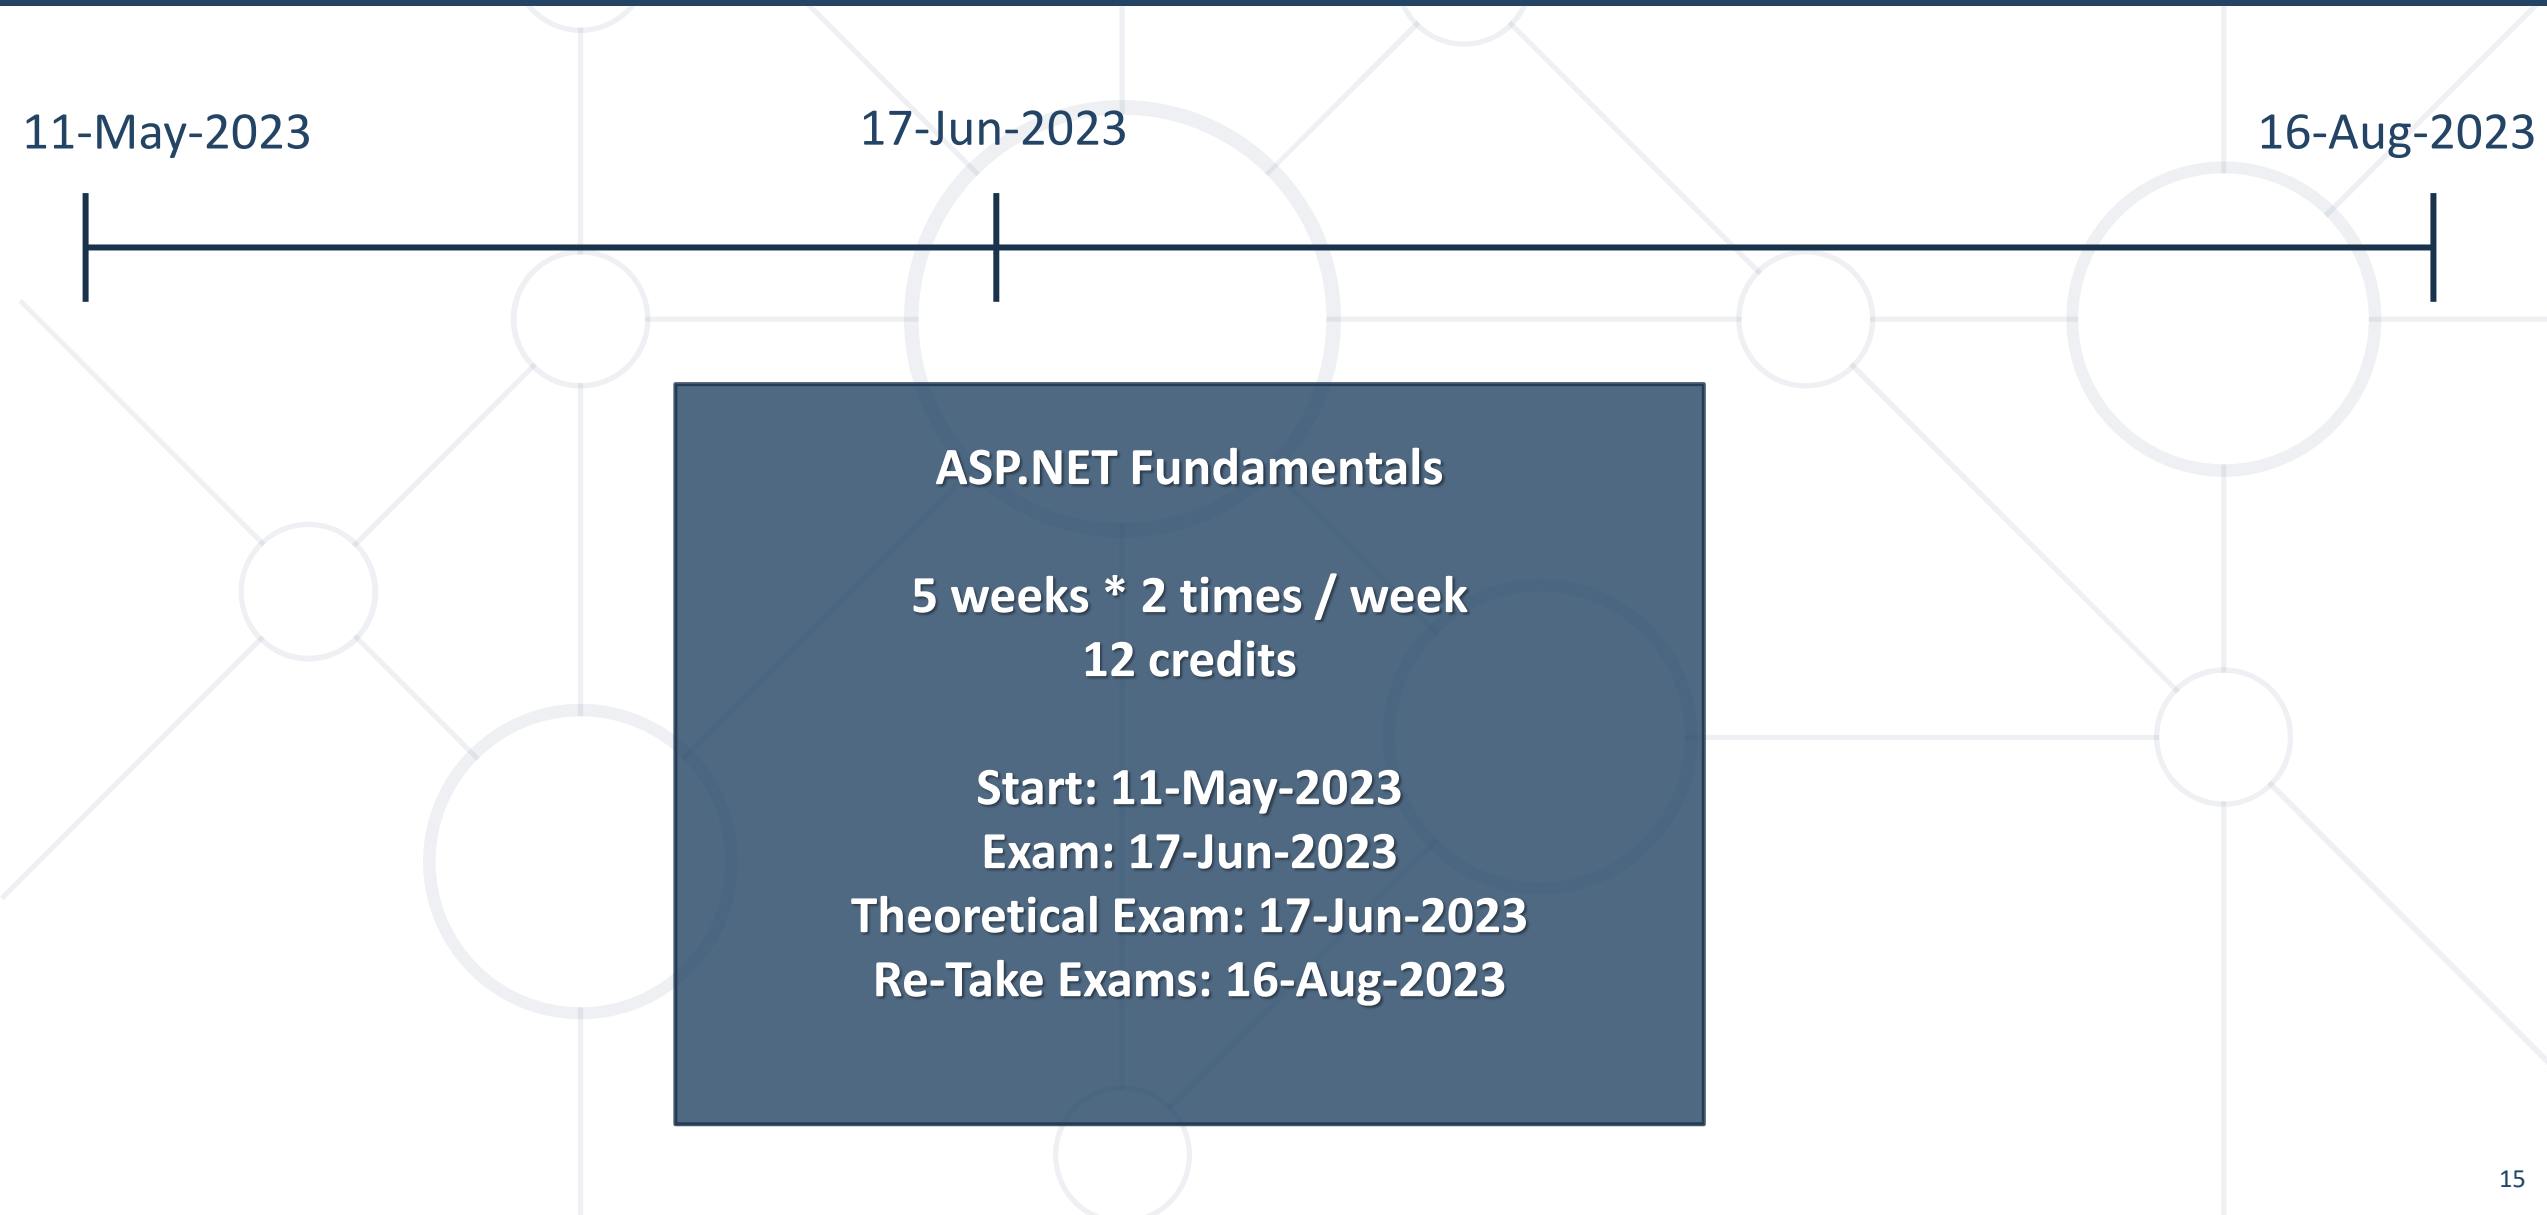 11-May-2023
17-Jun-2023
16-Aug-2023
ASP.NET Fundamentals
5 weeks * 2 times / week
12 credits
Start: 11-May-2023
Exam: 17-Jun-2023
Theoretical Exam: 17-Jun-2023
Re-Take Exams: 16-Aug-2023
15